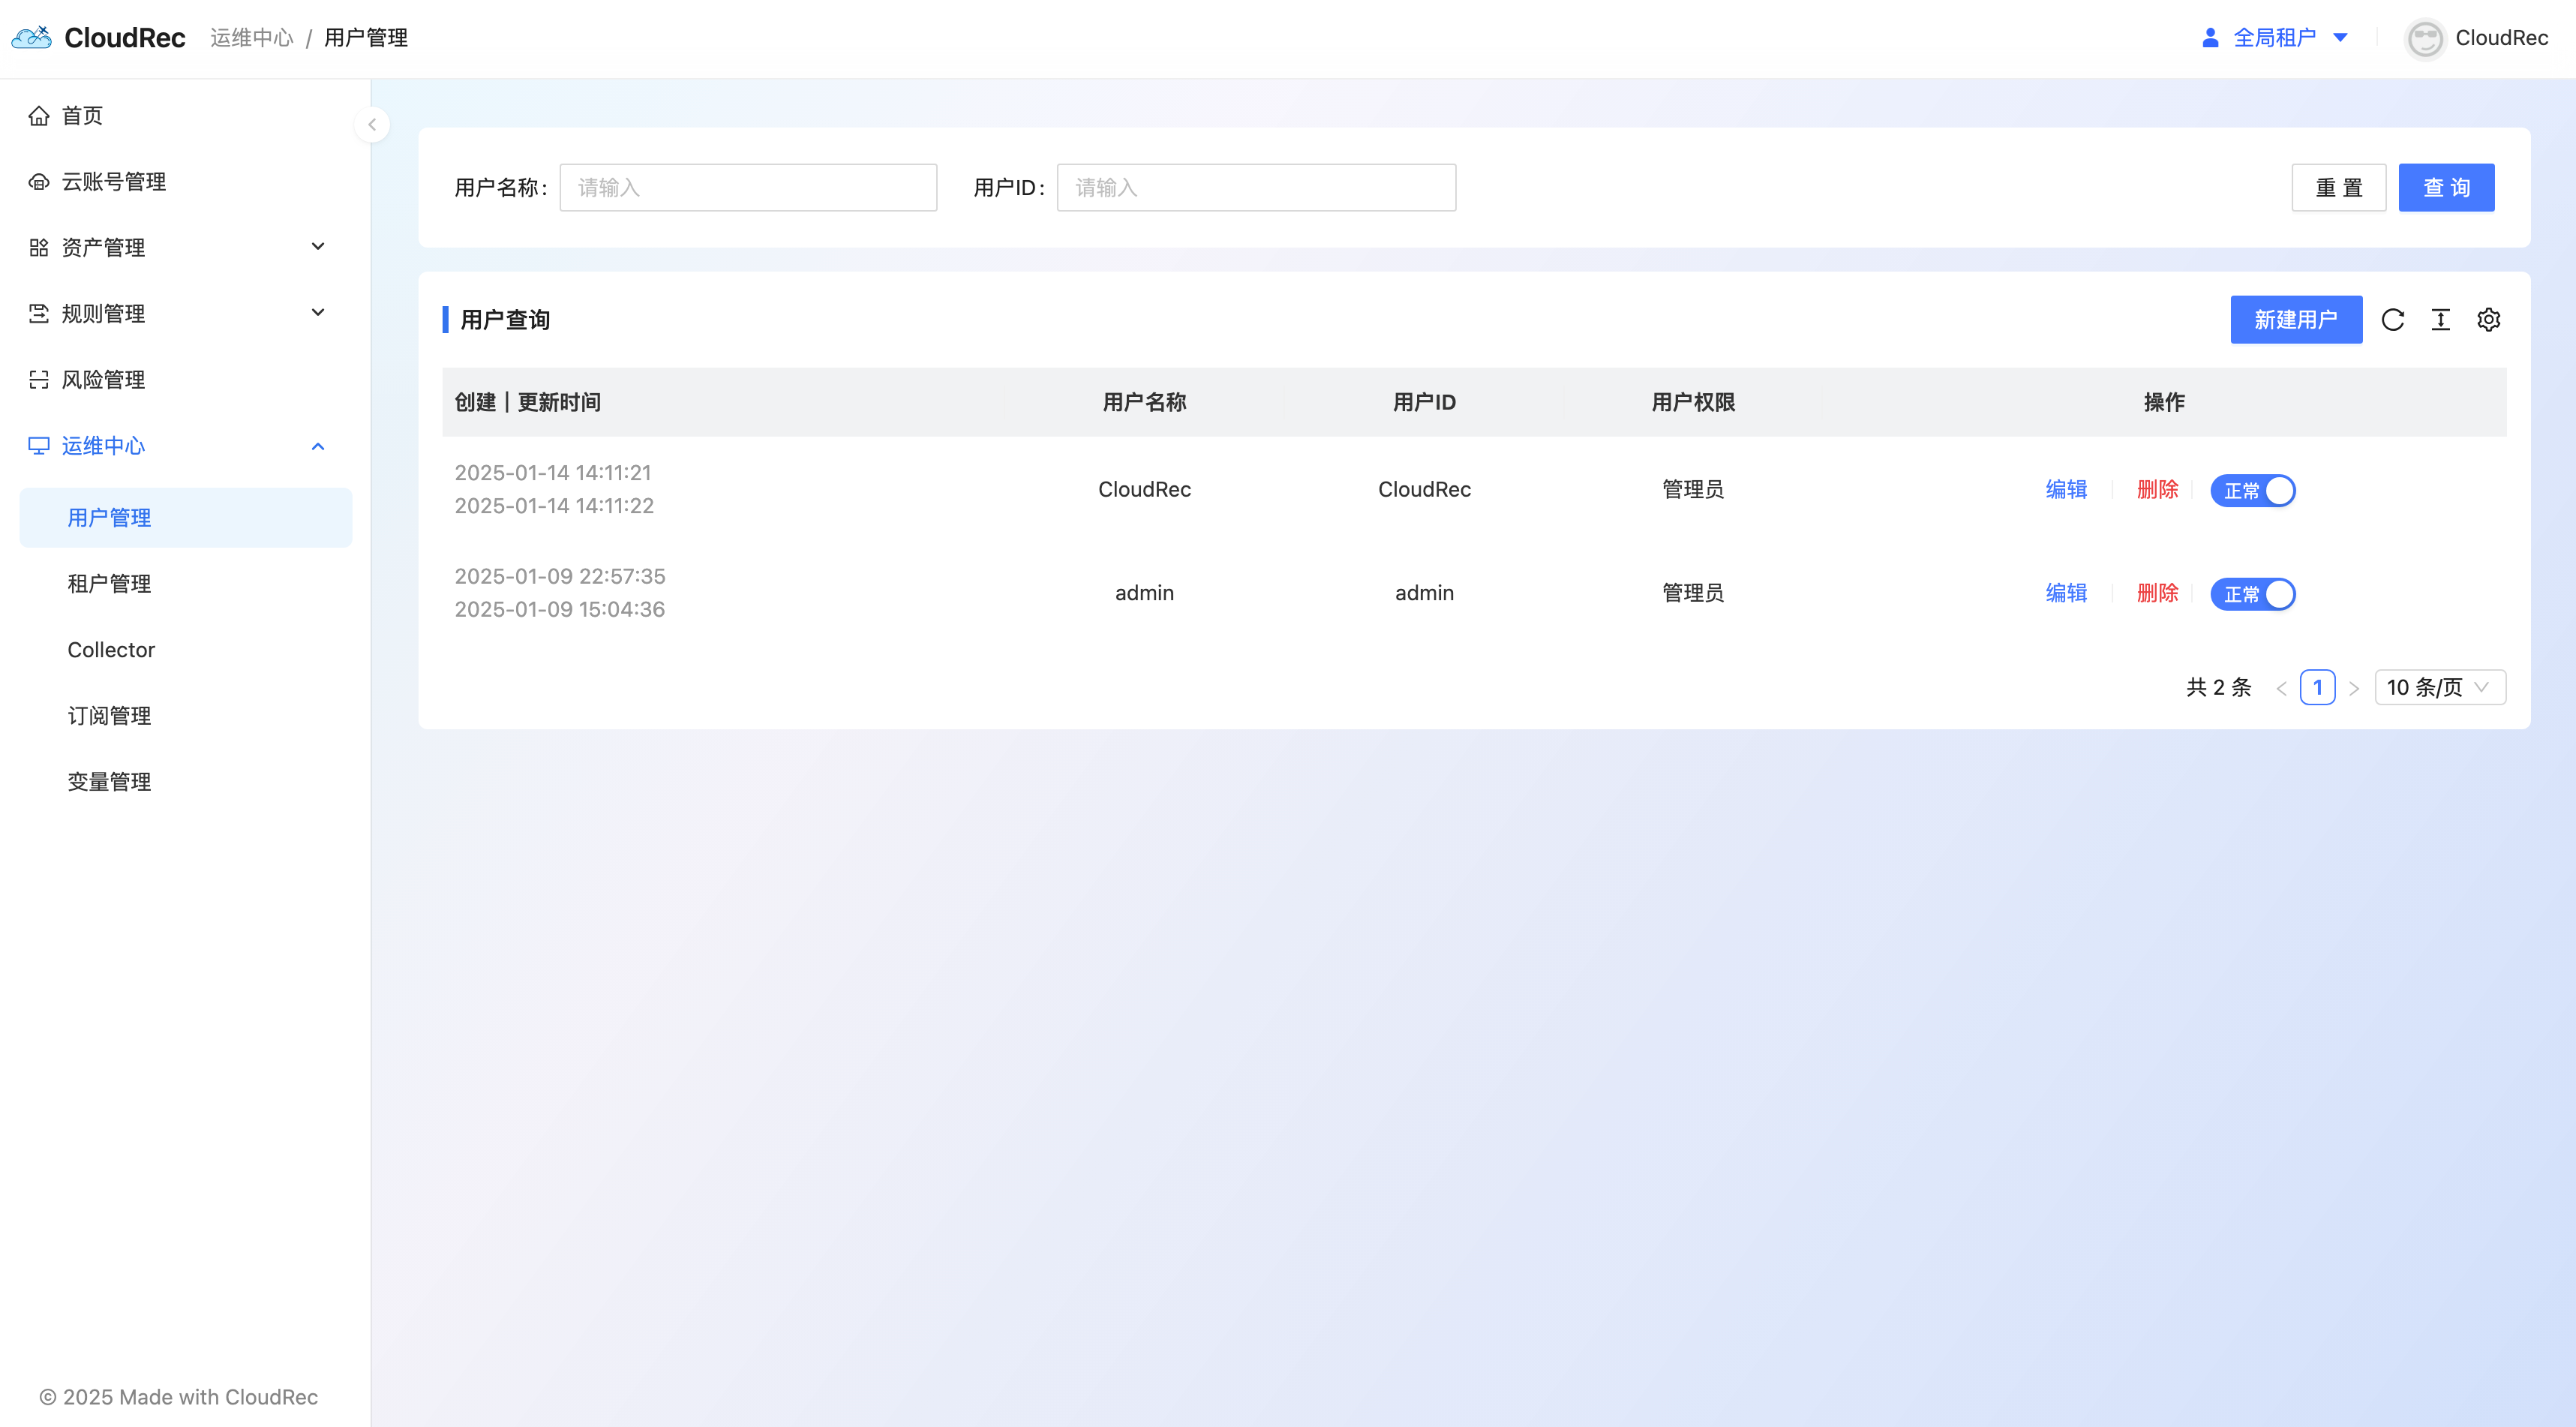 CloudRec 运维中心 / 用户管理 全局租户 CloudRec
首页
云账号管理
资产管理
规则管理
风险管理
运维中心
用户管理
租户管理
Collector
订阅管理
变量管理
© 2025 Made with CloudRec
用户名称: 请输入 用户ID: 请输入 重 置 查 询
用户查询 新建用户
创建｜更新时间 用户名称 用户ID 用户权限 操作
2025-01-14 14:11:21
2025-01-14 14:11:22
CloudRec CloudRec 管理员 编辑 删除 正常
2025-01-09 22:57:35
2025-01-09 15:04:36
admin admin 管理员 编辑 删除 正常
共 2 条 < 1 > 10 条/页